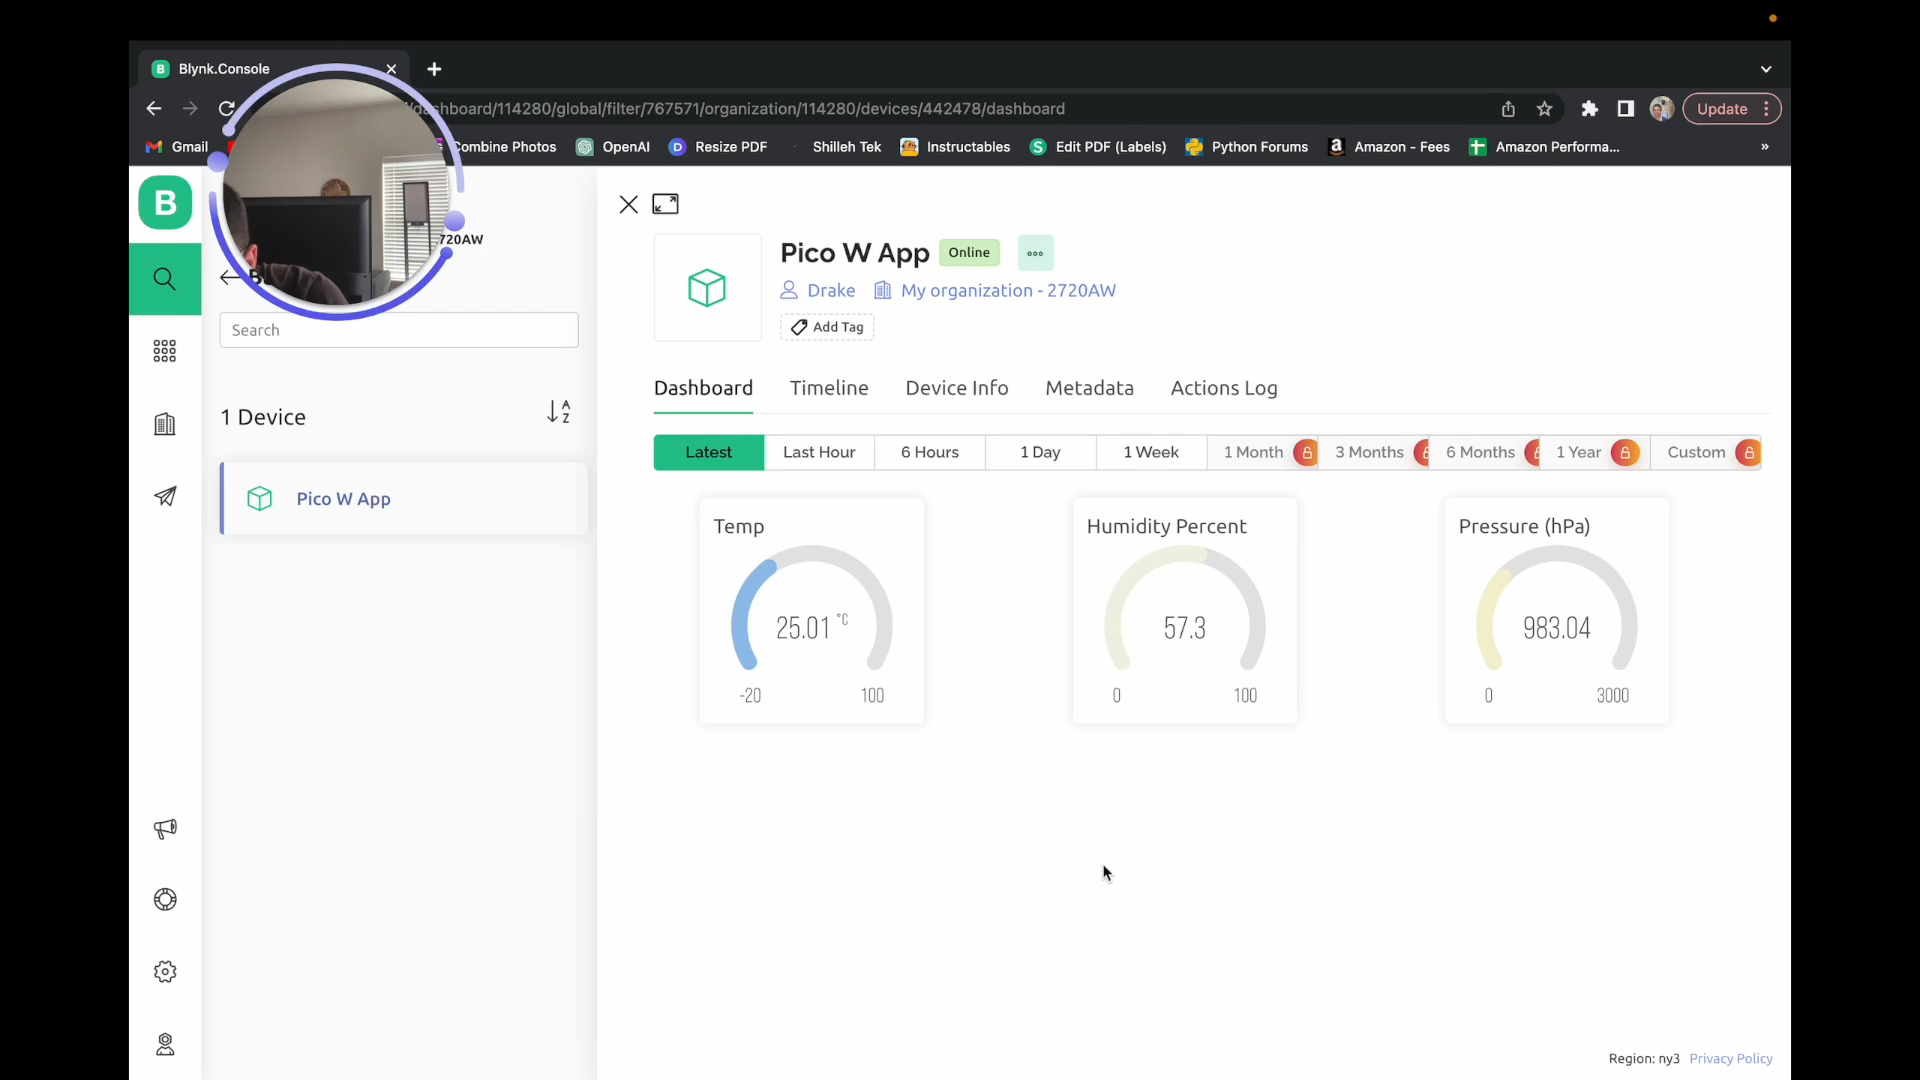 B Blynk.Console
dashboard/114280/global/filter/767571/organization/114280/devices/442478/dashboard
Update
Gmail Combine Photos OpenAI D Resize PDF Shilleh Tek Instructables S Edit PDF (Labels) Python Forums a Amazon - Fees Amazon Performa... »
B
720AW
Search
1 Device
A
Z
Pico W App
Pico W App Online
Drake My organization - 2720AW
Add Tag
Dashboard Timeline Device Info Metadata Actions Log
Latest Last Hour 6 Hours 1 Day 1 Week 1 Month 3 Months 6 Months 1 Year Custom
Temp
25.01 °C
-20 100
Humidity Percent
57.3
0 100
Pressure (hPa)
983.04
0 3000
Region: ny3 Privacy Policy